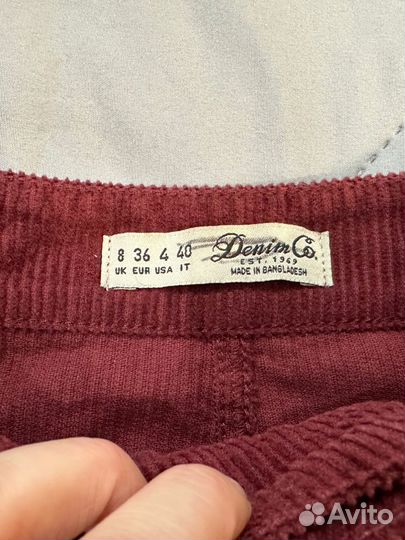 8 36 4 40
UK EUR USA IT
Denim Co.
EST. 1969
MADE IN BANGLADESH
Avito